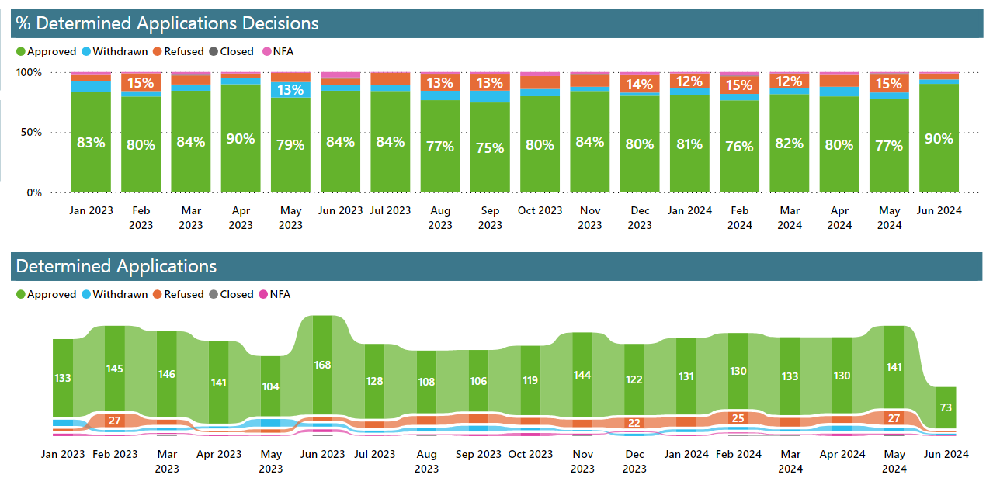 % Determined Applications Decisions
Approved Withdrawn Refused Closed NFA
100%
50%
0%
15% 13% 13% 13% 14% 12% 15% 12% 15%
83% 80% 84% 90% 79% 84% 84% 77% 75% 80% 84% 80% 81% 76% 82% 80% 77% 90%
Jan 2023 Feb 2023 Mar 2023 Apr 2023 May 2023 Jun 2023 Jul 2023 Aug 2023 Sep 2023 Oct 2023 Nov 2023 Dec 2023 Jan 2024 Feb 2024 Mar 2024 Apr 2024 May 2024 Jun 2024
Determined Applications
Approved Withdrawn Refused Closed NFA
133 145 146 141 104 168 128 108 106 119 144 122 131 130 133 130 141 73
27 22 25 27
Jan 2023 Feb 2023 Mar 2023 Apr 2023 May 2023 Jun 2023 Jul 2023 Aug 2023 Sep 2023 Oct 2023 Nov 2023 Dec 2023 Jan 2024 Feb 2024 Mar 2024 Apr 2024 May 2024 Jun 2024